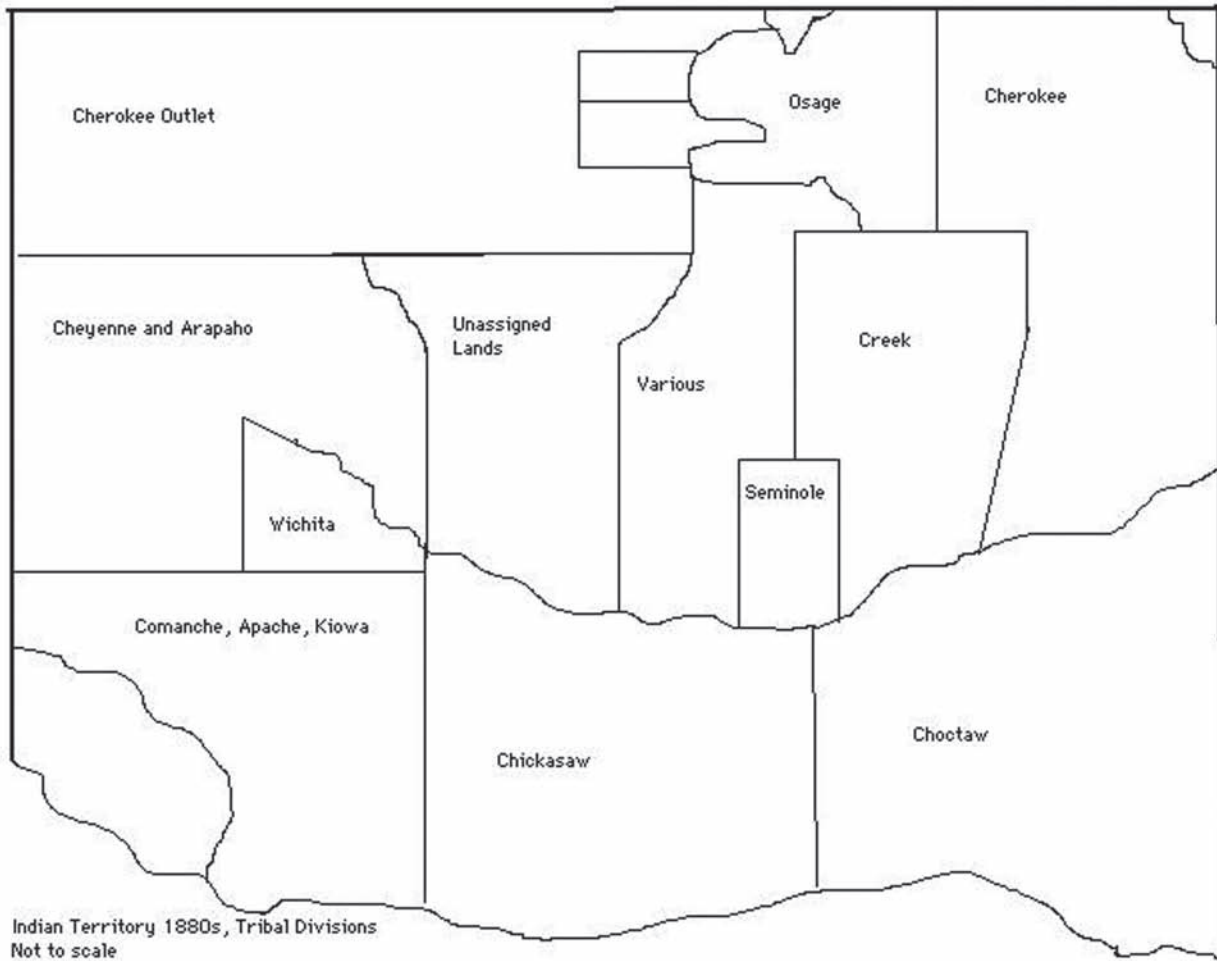 Osage
Cherokee
Cherokee Outlet
Cheyenne and Arapaho
Unassigned
Lands
Creek
Various
Seminole
Wichita
Comanche, Apache, Kiowa
Choctaw
Chickasaw
Indian Territory 1880s, Tribal Divisions
Not to scale